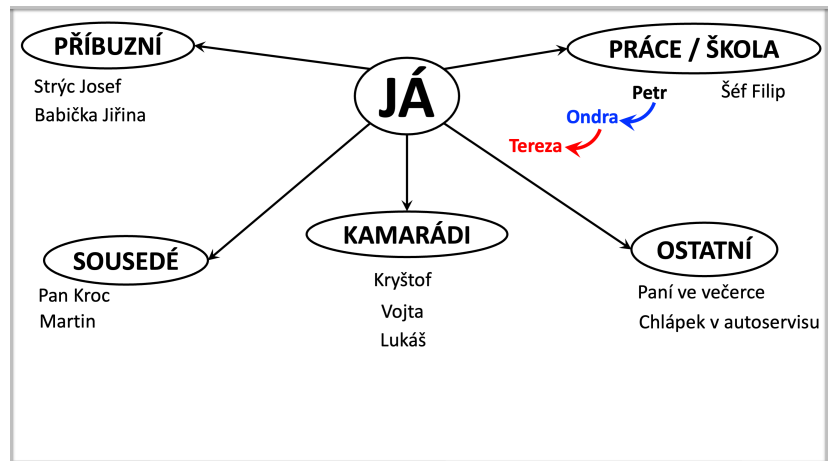 PŘÍBUZNÍ
Strýc Josef
Babička Jiřina
JÁ
PRÁCE / ŠKOLA
Petr
Šéf Filip
Ondra
Tereza
SOUSEDÉ
Pan Kroc
Martin
KAMARÁDI
Kryštof
Vojta
Lukáš
OSTATNÍ
Paní ve večerce
Chlápek v autoservisu